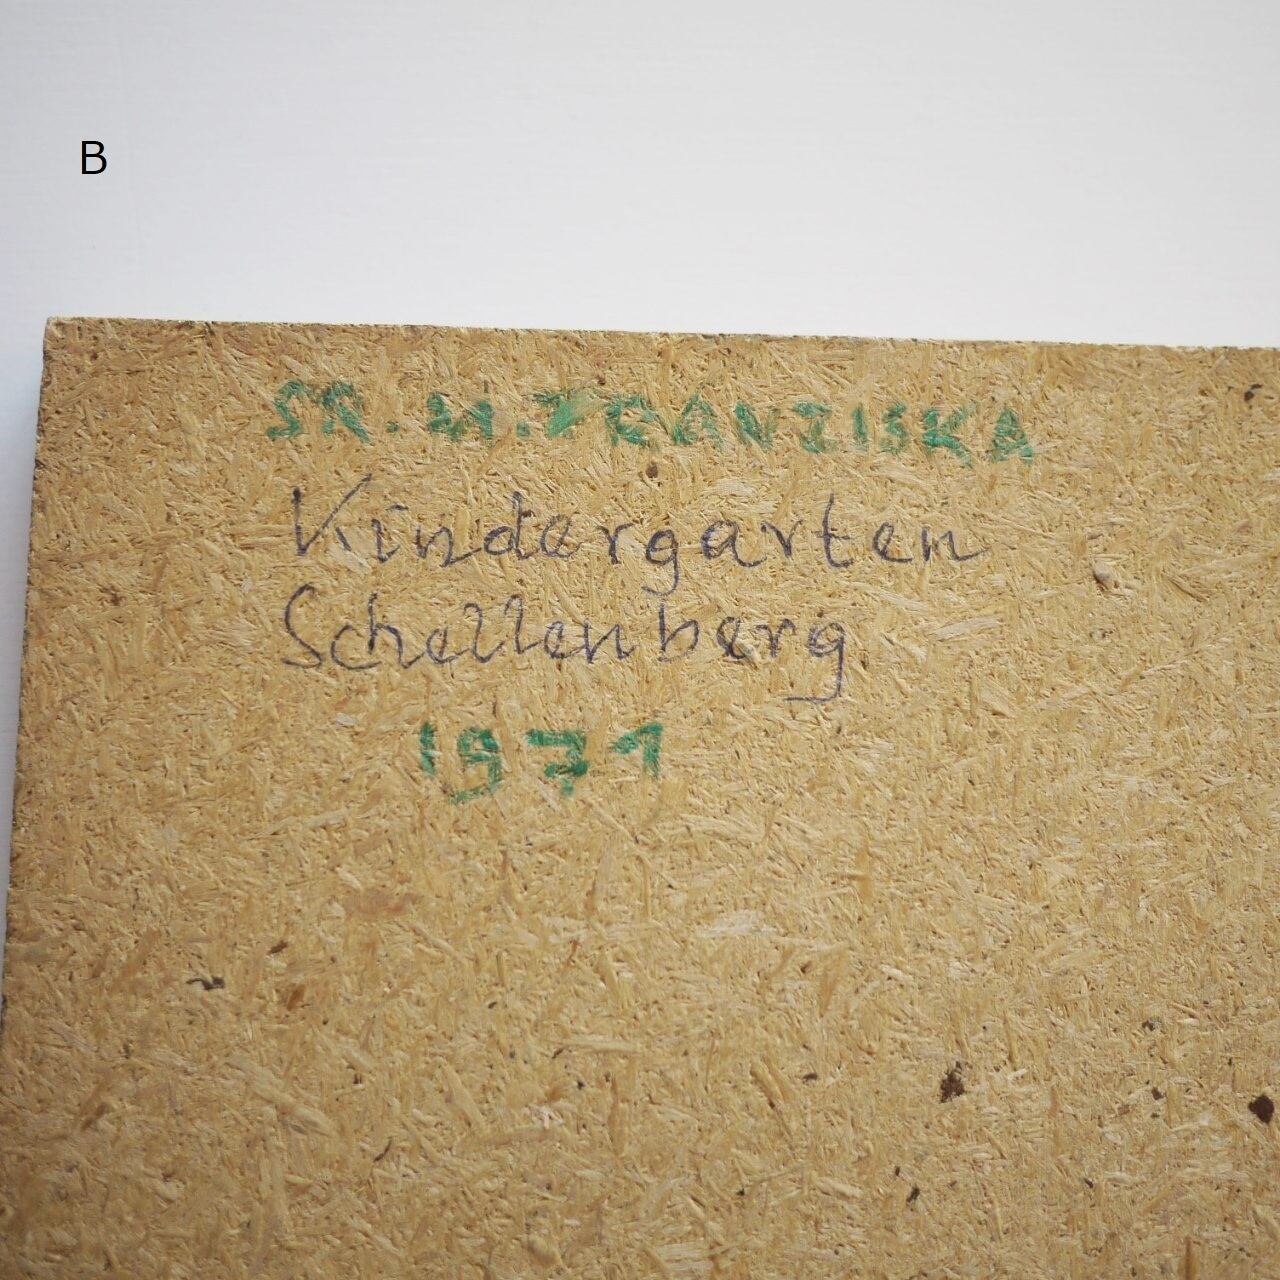 B
SR. M. FRANZISKA
Kindergarten
Schellenberg
1971